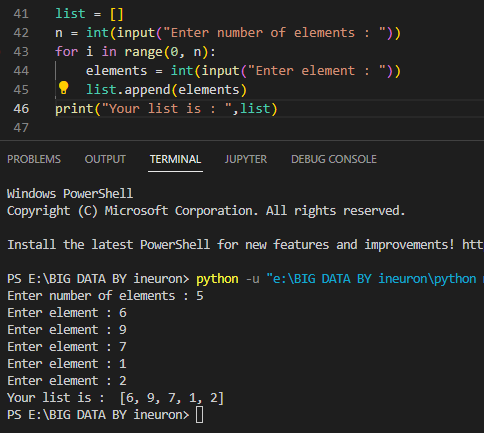 41 list = []
42 n = int(input("Enter number of elements : "))
43 for i in range(0, n):
44     elements = int(input("Enter element : "))
45     list.append(elements)
46 print("Your list is : ",list)
47
PROBLEMS OUTPUT TERMINAL JUPYTER DEBUG CONSOLE
Windows PowerShell
Copyright (C) Microsoft Corporation. All rights reserved.
Install the latest PowerShell for new features and improvements! htt
PS E:\BIG DATA BY ineuron> python -u "e:\BIG DATA BY ineuron\python
Enter number of elements : 5
Enter element : 6
Enter element : 9
Enter element : 7
Enter element : 1
Enter element : 2
Your list is :  [6, 9, 7, 1, 2]
PS E:\BIG DATA BY ineuron>